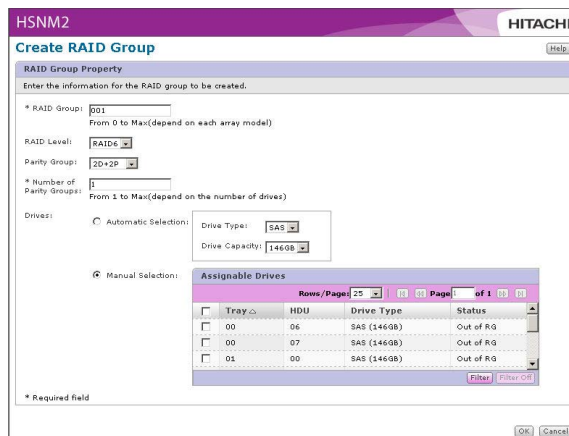 HSNM2
HITACHI
Create RAID Group
Help
RAID Group Property
Enter the information for the RAID group to be created.
* RAID Group: 001
From 0 to Max(depend on each array model)
RAID Level: RAID6
Parity Group: 2D+2P
* Number of Parity Groups: 1
From 1 to Max(depend on the number of drives)
Drives:
Automatic Selection:
Drive Type: SAS
Drive Capacity: 146GB
Manual Selection:
Assignable Drives
Rows/Page: 25 | Page 1 of 1
Tray HDU Drive Type Status
00 06 SAS (146GB) Out of RG
00 07 SAS (146GB) Out of RG
01 00 SAS (146GB) Out of RG
Filter Filter Off
* Required field
OK Cancel